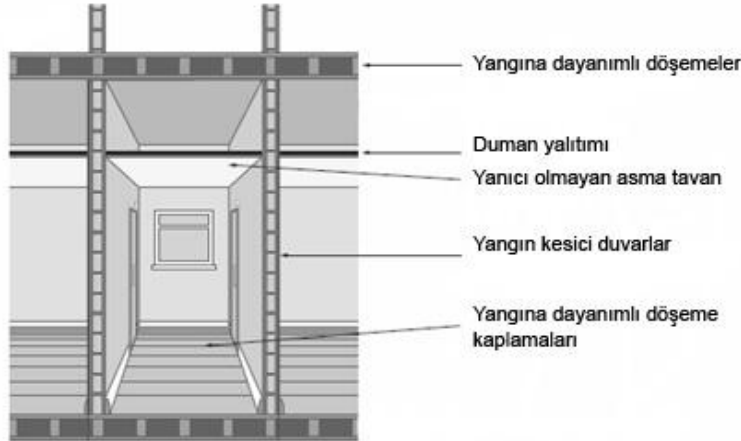 Yangına dayanımlı döşemeler
Duman yalıtımı
Yanıcı olmayan asma tavan
Yangın kesici duvarlar
Yangına dayanımlı döşeme
kaplamaları